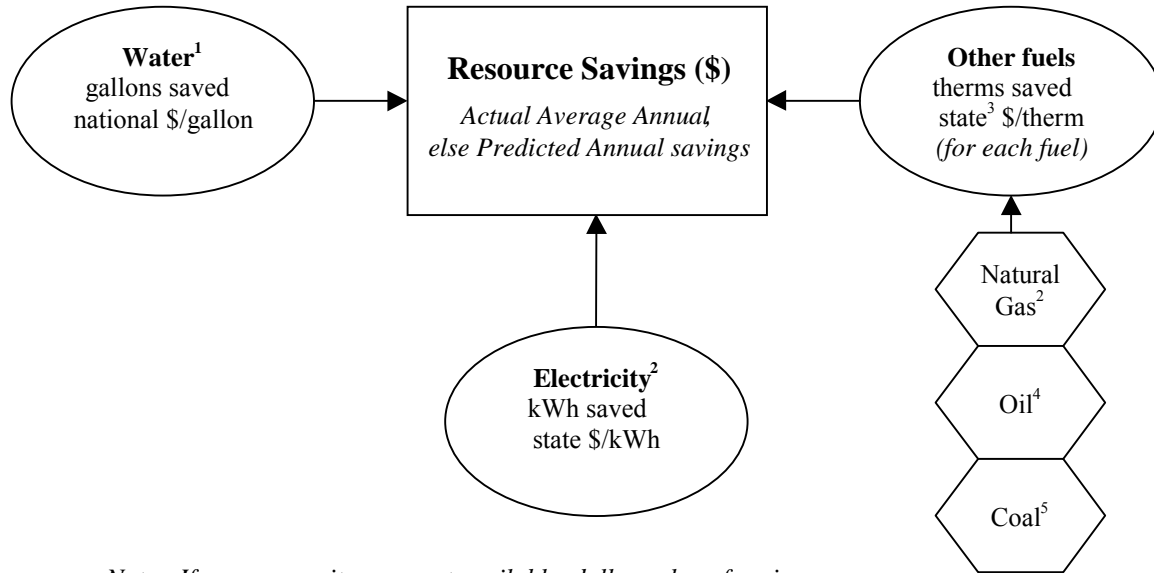 Water¹
gallons saved
national $/gallon
Resource Savings ($)
Actual Average Annual,
else Predicted Annual savings
Other fuels
therms saved
state³ $/therm
(for each fuel)
Natural
Gas²
Oil⁴
Coal⁵
Electricity²
kWh saved
state $/kWh